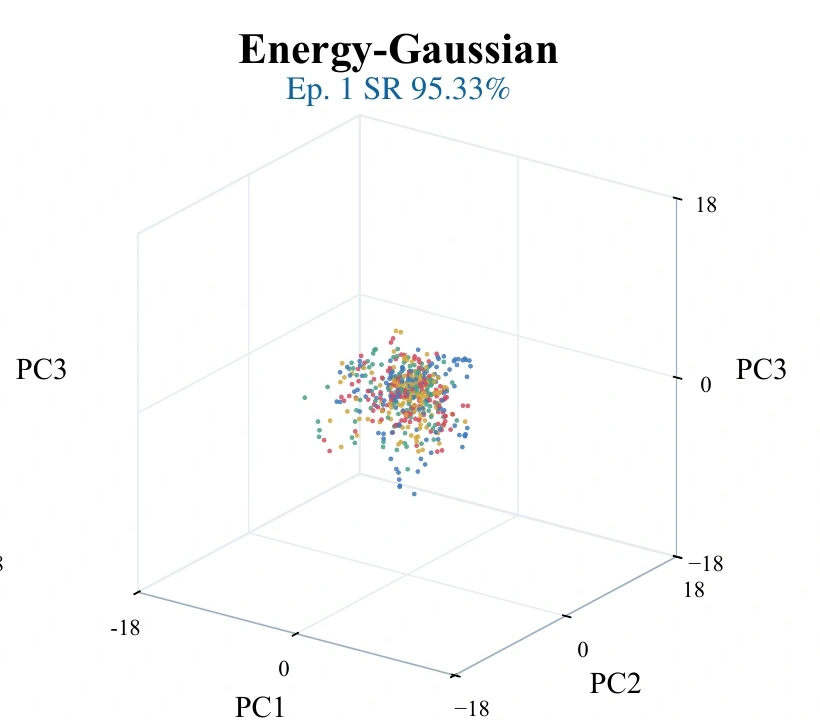 Energy-Gaussian
Ep. 1 SR 95.33%
18
PC3
0
PC3
−18
18
-18
0
0
PC2
PC1
−18